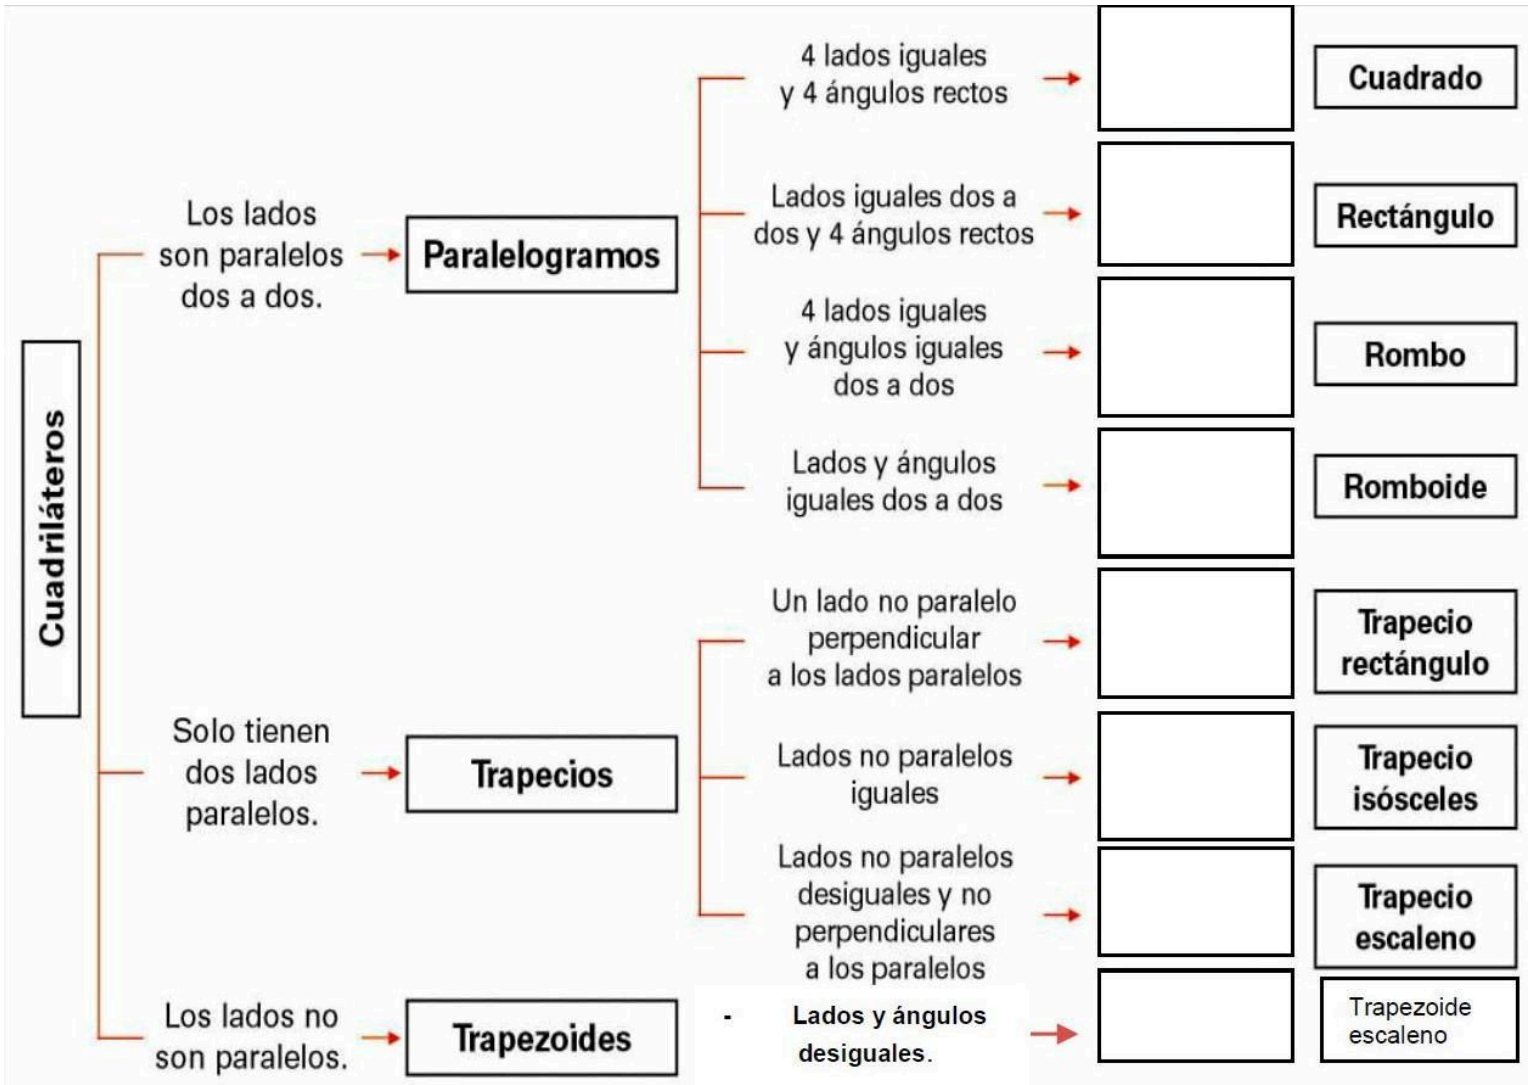 Cuadriláteros
Los lados
son paralelos
dos a dos.
Paralelogramos
4 lados iguales
y 4 ángulos rectos
Cuadrado
Lados iguales dos a
dos y 4 ángulos rectos
Rectángulo
4 lados iguales
y ángulos iguales
dos a dos
Rombo
Lados y ángulos
iguales dos a dos
Romboide
Solo tienen
dos lados
paralelos.
Trapecios
Un lado no paralelo
perpendicular
a los lados paralelos
Trapecio
rectángulo
Lados no paralelos
iguales
Trapecio
isósceles
Lados no paralelos
desiguales y no
perpendiculares
a los paralelos
Trapecio
escaleno
Los lados no
son paralelos.
Trapezoides
- Lados y ángulos
desiguales.
Trapezoide
escaleno